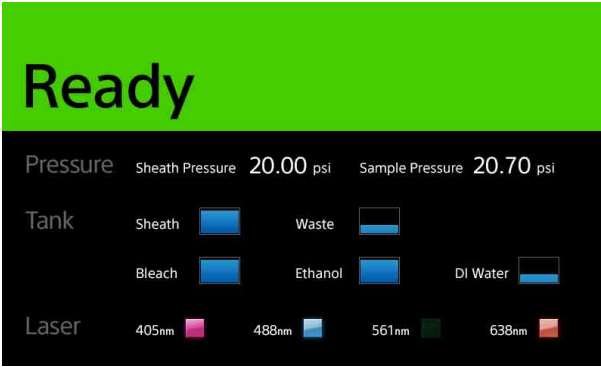 Ready
Pressure Sheath Pressure 20.00 psi Sample Pressure 20.70 psi
Tank Sheath Waste
Bleach Ethanol DI Water
Laser 405nm 488nm 561nm 638nm